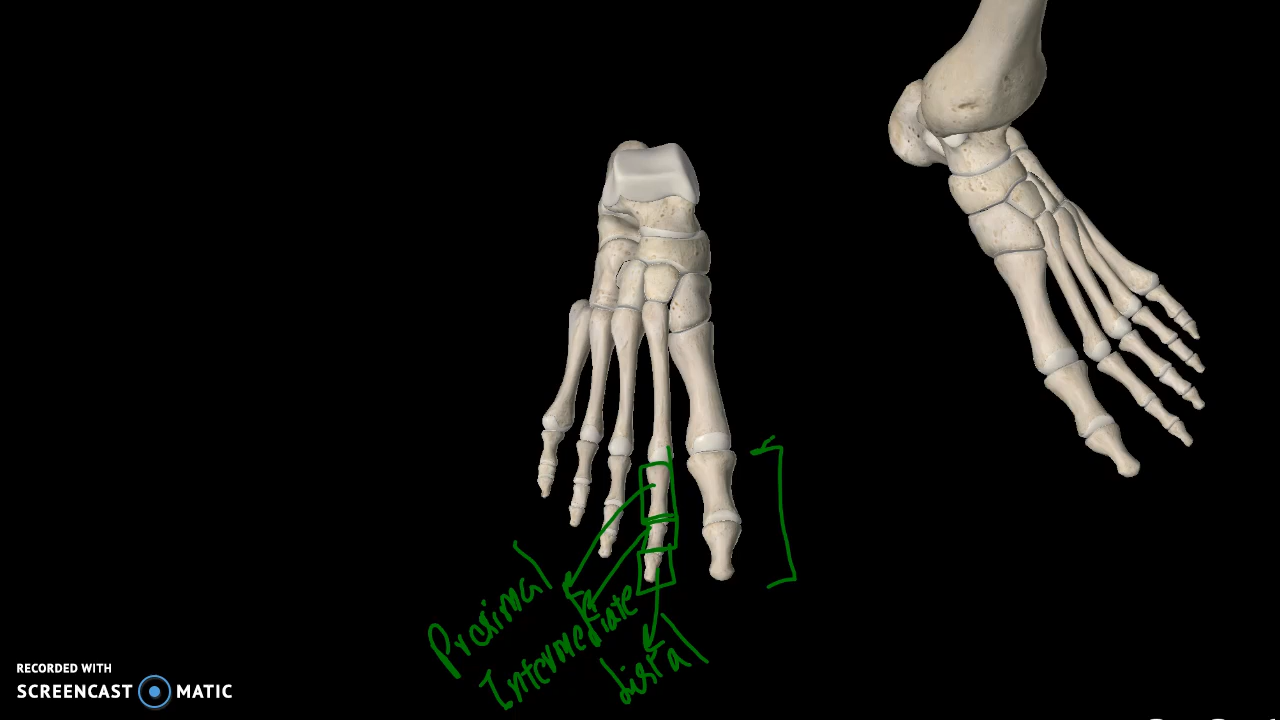 Proximal
Intermediate
Distal
RECORDED WITH
SCREENCAST MATIC